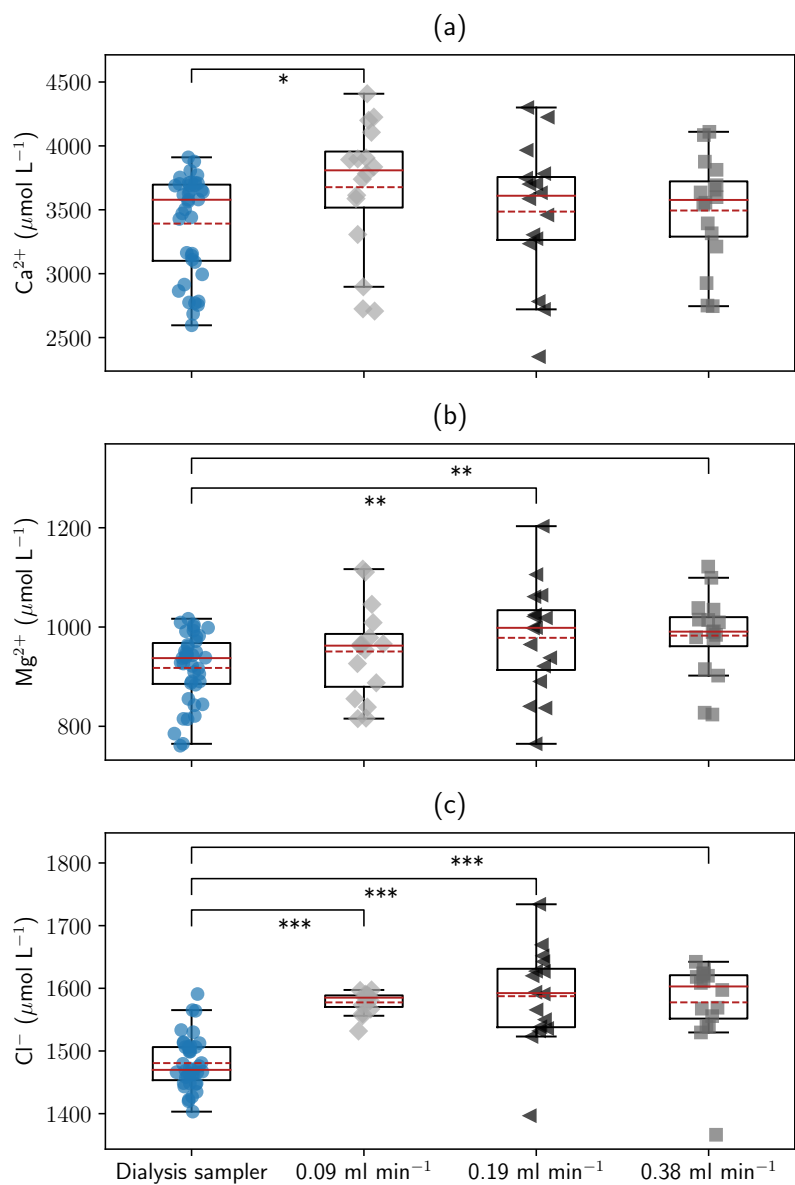 (a)
Ca²⁺ (μmol L⁻¹)
4500
4000
3500
3000
2500
*
(b)
Mg²⁺ (μmol L⁻¹)
1200
1000
800
**
**
(c)
Cl⁻ (μmol L⁻¹)
1800
1700
1600
1500
1400
***
***
***
Dialysis sampler 0.09 ml min⁻¹ 0.19 ml min⁻¹ 0.38 ml min⁻¹